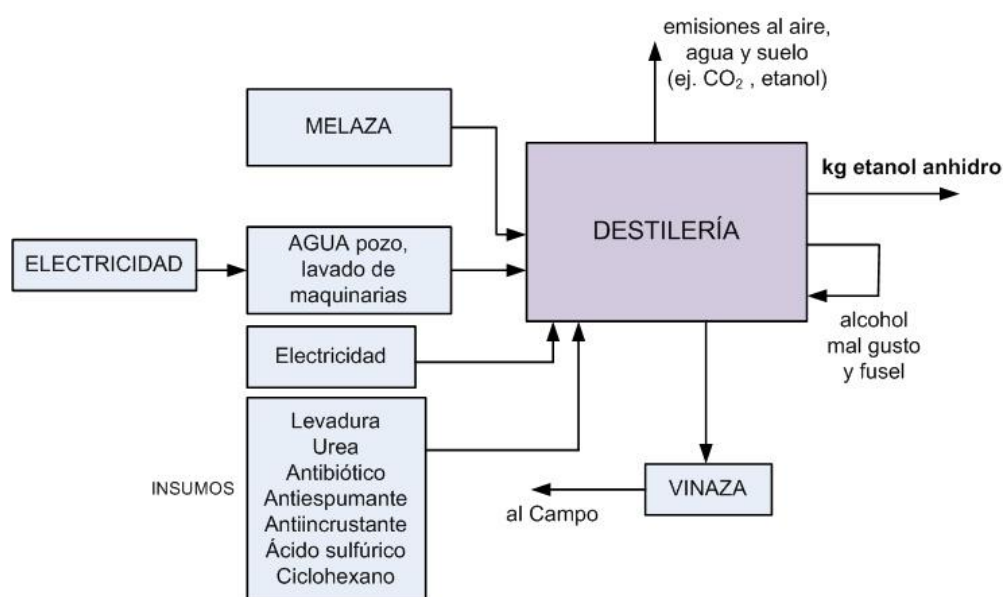 emisiones al aire,
agua y suelo
(ej. CO₂ , etanol)
MELAZA
kg etanol anhidro
DESTILERÍA
ELECTRICIDAD
AGUA pozo,
lavado de
maquinarias
alcohol
mal gusto
y fusel
Electricidad
INSUMOS
Levadura
Urea
Antibiótico
Antiespumante
Antiincrustante
Ácido sulfúrico
Ciclohexano
VINAZA
al Campo